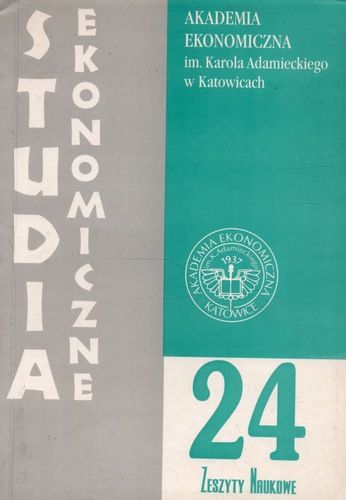 STUDIA
EKONOMICZNE
AKADEMIA
EKONOMICZNA
im. Karola Adamieckiego
w Katowicach
AKADEMIA EKONOMICZNA
im. K. Adamieckiego
1937
KATOWICE
24
ZESZYTY NAUKOWE